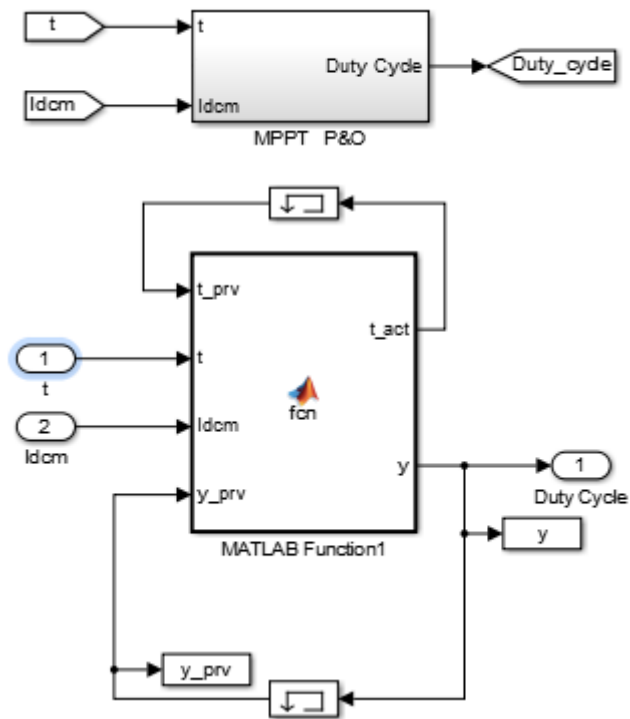 t
t
Duty Cycle
Duty_cycle
Idcm
Idcm
MPPT P&O
t_prv
t_act
1
t
t
fcn
2
Idcm
Idcm
y_prv
y
1
Duty Cycle
MATLAB Function1
y
y_prv